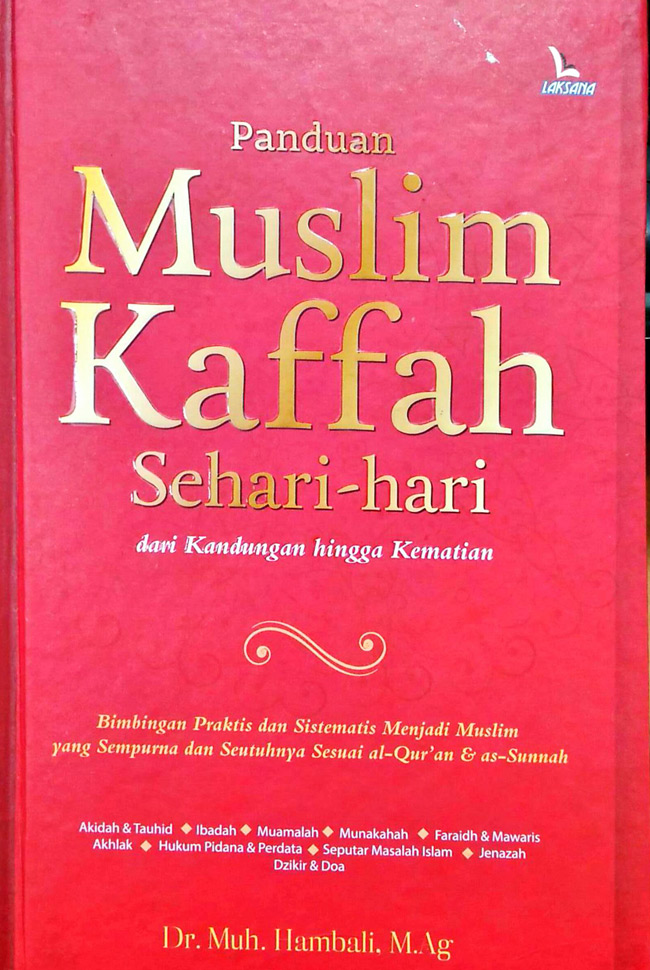 LAKSANA
Panduan
Muslim
Kaffah
Sehari-hari
dari Kandungan hingga Kematian
Bimbingan Praktis dan Sistematis Menjadi Muslim
yang Sempurna dan Seutuhnya Sesuai al-Qur'an & as-Sunnah
Akidah & Tauhid ◆ Ibadah ◆ Muamalah ◆ Munakahah ◆ Faraidh & Mawaris
Akhlak ◆ Hukum Pidana & Perdata ◆ Seputar Masalah Islam ◆ Jenazah
Dzikir & Doa
Dr. Muh. Hambali, M.Ag